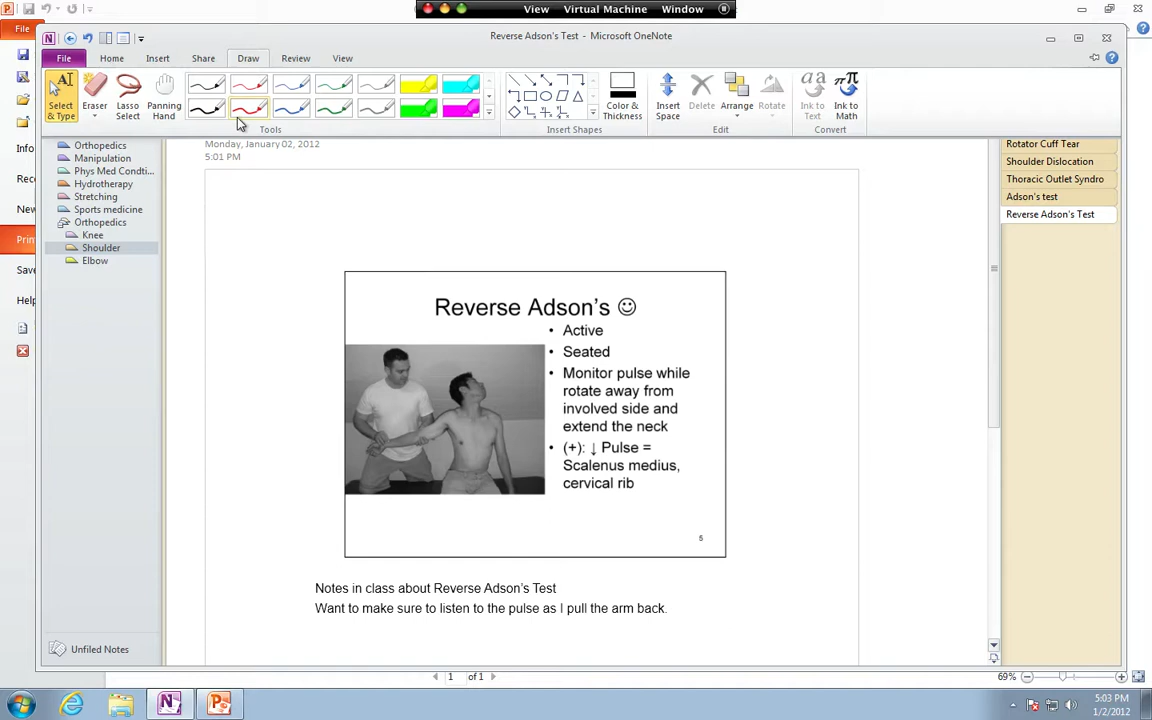 View Virtual Machine Window
File
Reverse Adson's Test - Microsoft OneNote
File Home Insert Share Draw Review View
Select & Type
Eraser
Lasso Select
Panning Hand
Tools
Insert Shapes
Color & Thickness
Insert Space
Delete
Arrange
Rotate
Edit
Ink to Text
Ink to Math
Convert
Info
New
Save
Help
Orthopedics
Manipulation
Phys Med Condti...
Hydrotherapy
Stretching
Sports medicine
Orthopedics
Knee
Shoulder
Elbow
Unfiled Notes
Monday, January 02, 2012
5:01 PM
Reverse Adson's ☺
• Active
• Seated
• Monitor pulse while
rotate away from
involved side and
extend the neck
• (+): ↓ Pulse =
Scalenus medius,
cervical rib
5
Notes in class about Reverse Adson's Test
Want to make sure to listen to the pulse as I pull the arm back.
Rotator Cuff Tear
Shoulder Dislocation
Thoracic Outlet Syndro
Adson's test
Reverse Adson's Test
1 of 1
69%
5:03 PM
1/2/2012